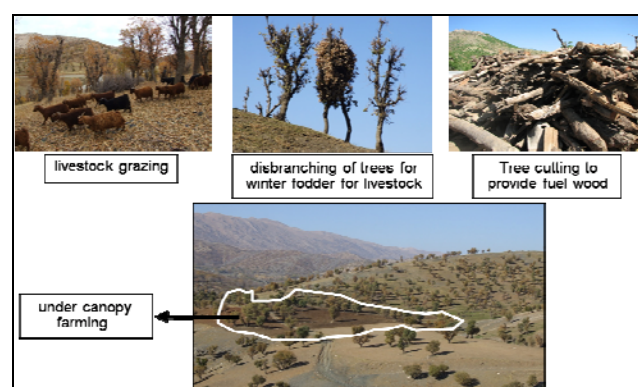 livestock grazing
disbranching of trees for
winter fodder for livestock
Tree culling to
provide fuel wood
under canopy
farming